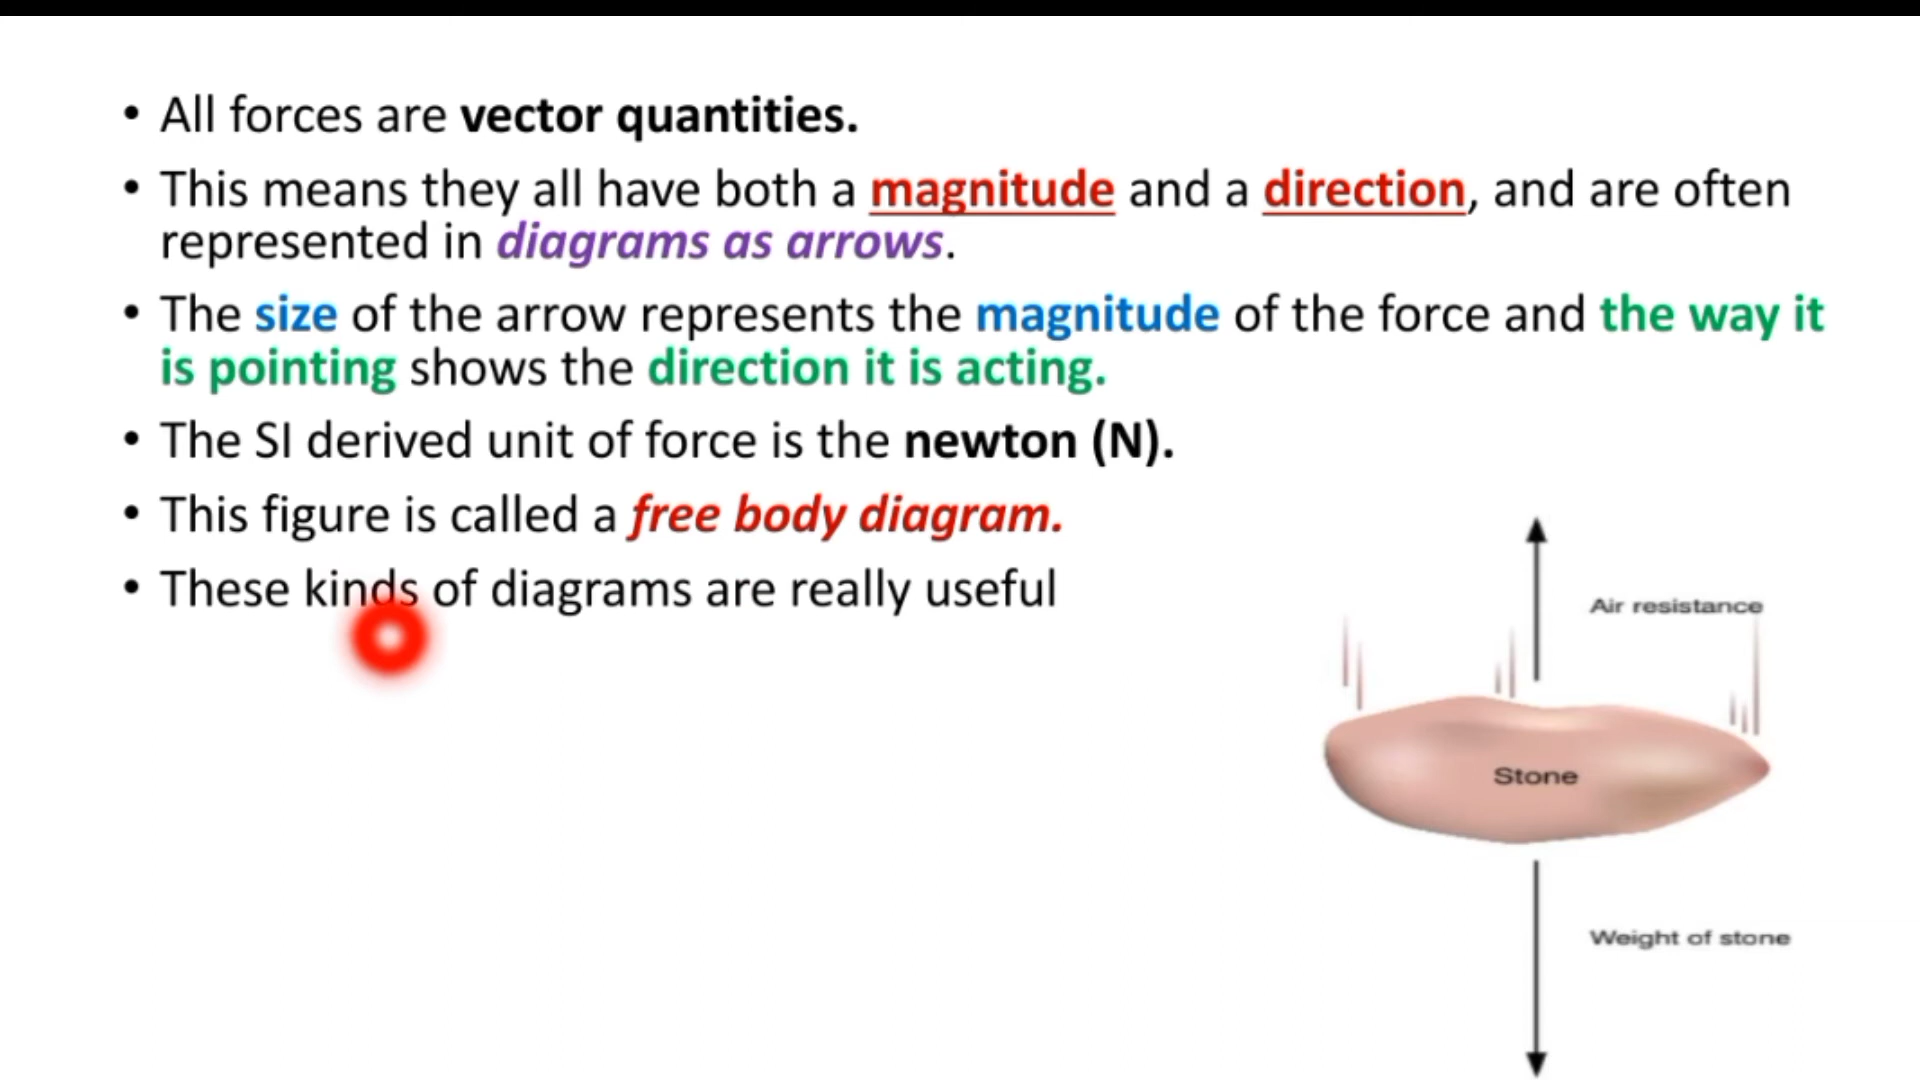 • All forces are vector quantities.
• This means they all have both a magnitude and a direction, and are often
represented in diagrams as arrows.
• The size of the arrow represents the magnitude of the force and the way it
is pointing shows the direction it is acting.
• The SI derived unit of force is the newton (N).
• This figure is called a free body diagram.
• These kinds of diagrams are really useful
Air resistance
Stone
Weight of stone